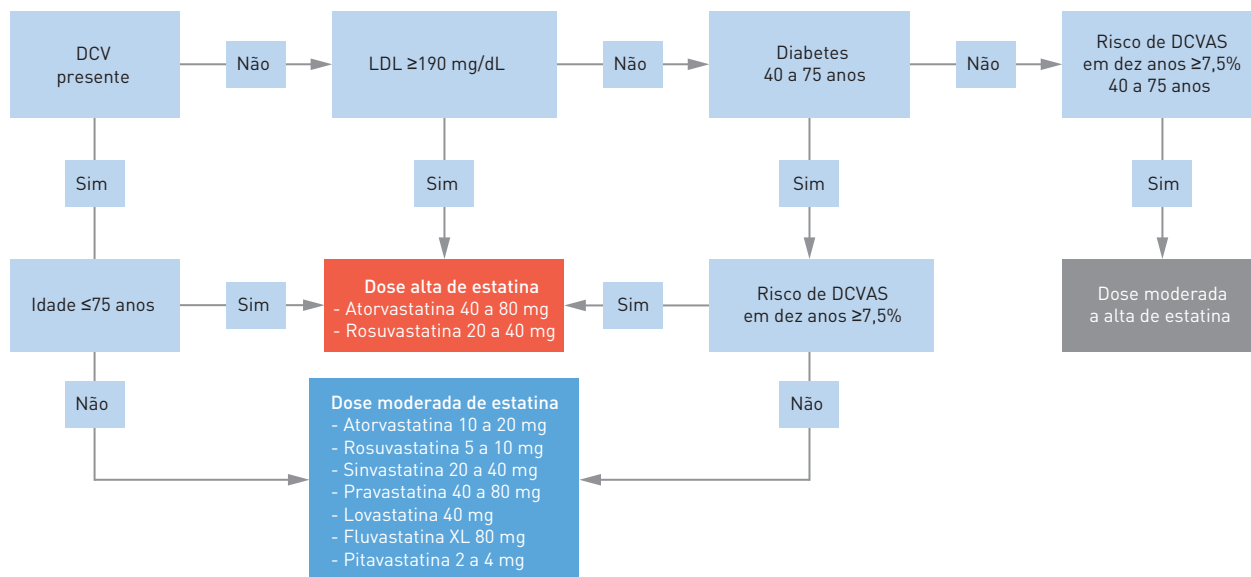 DCV
presente
Não
LDL ≥190 mg/dL
Não
Diabetes
40 a 75 anos
Não
Risco de DCVAS
em dez anos ≥7,5%
40 a 75 anos
Sim
Sim
Sim
Sim
Idade ≤75 anos
Sim
Dose alta de estatina
- Atorvastatina 40 a 80 mg
- Rosuvastatina 20 a 40 mg
Sim
Risco de DCVAS
em dez anos ≥7,5%
Dose moderada
a alta de estatina
Não
Dose moderada de estatina
- Atorvastatina 10 a 20 mg
- Rosuvastatina 5 a 10 mg
- Sinvastatina 20 a 40 mg
- Pravastatina 40 a 80 mg
- Lovastatina 40 mg
- Fluvastatina XL 80 mg
- Pitavastatina 2 a 4 mg
Não